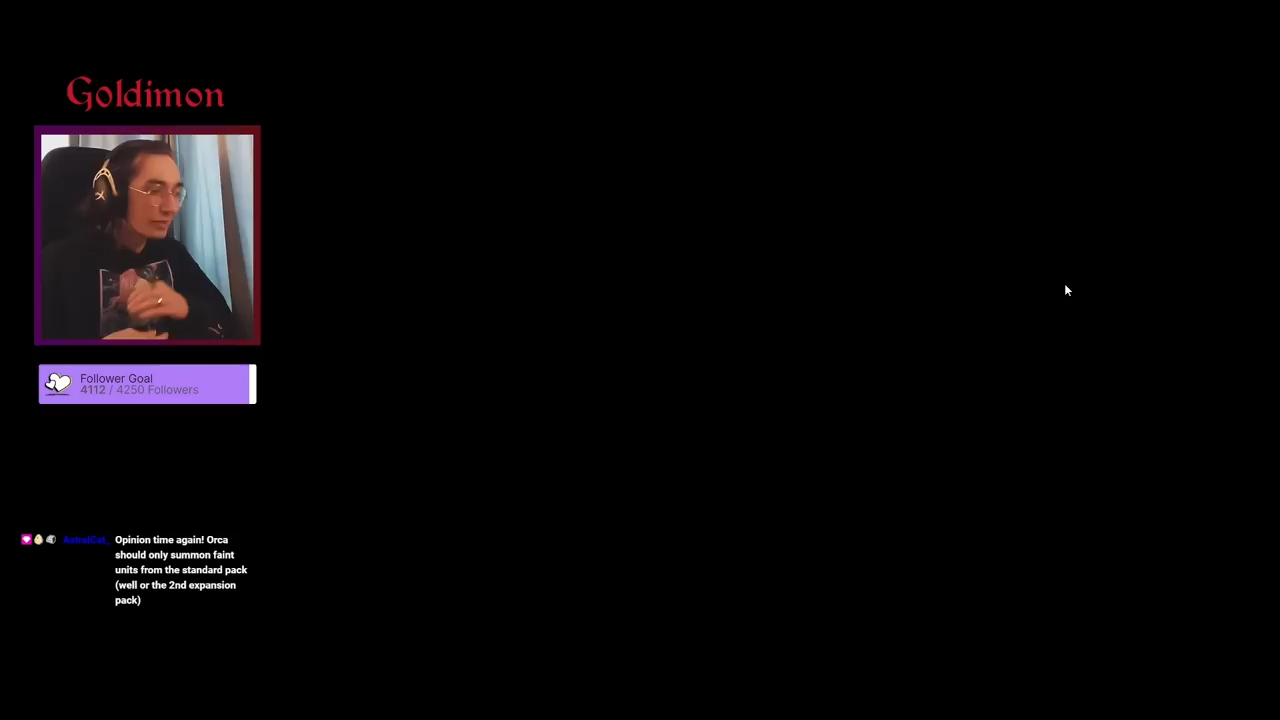 Goldimon
Follower Goal
4112 / 4250 Followers
AstralCat_ Opinion time again! Orca
should only summon faint
units from the standard pack
(well or the 2nd expansion
pack)